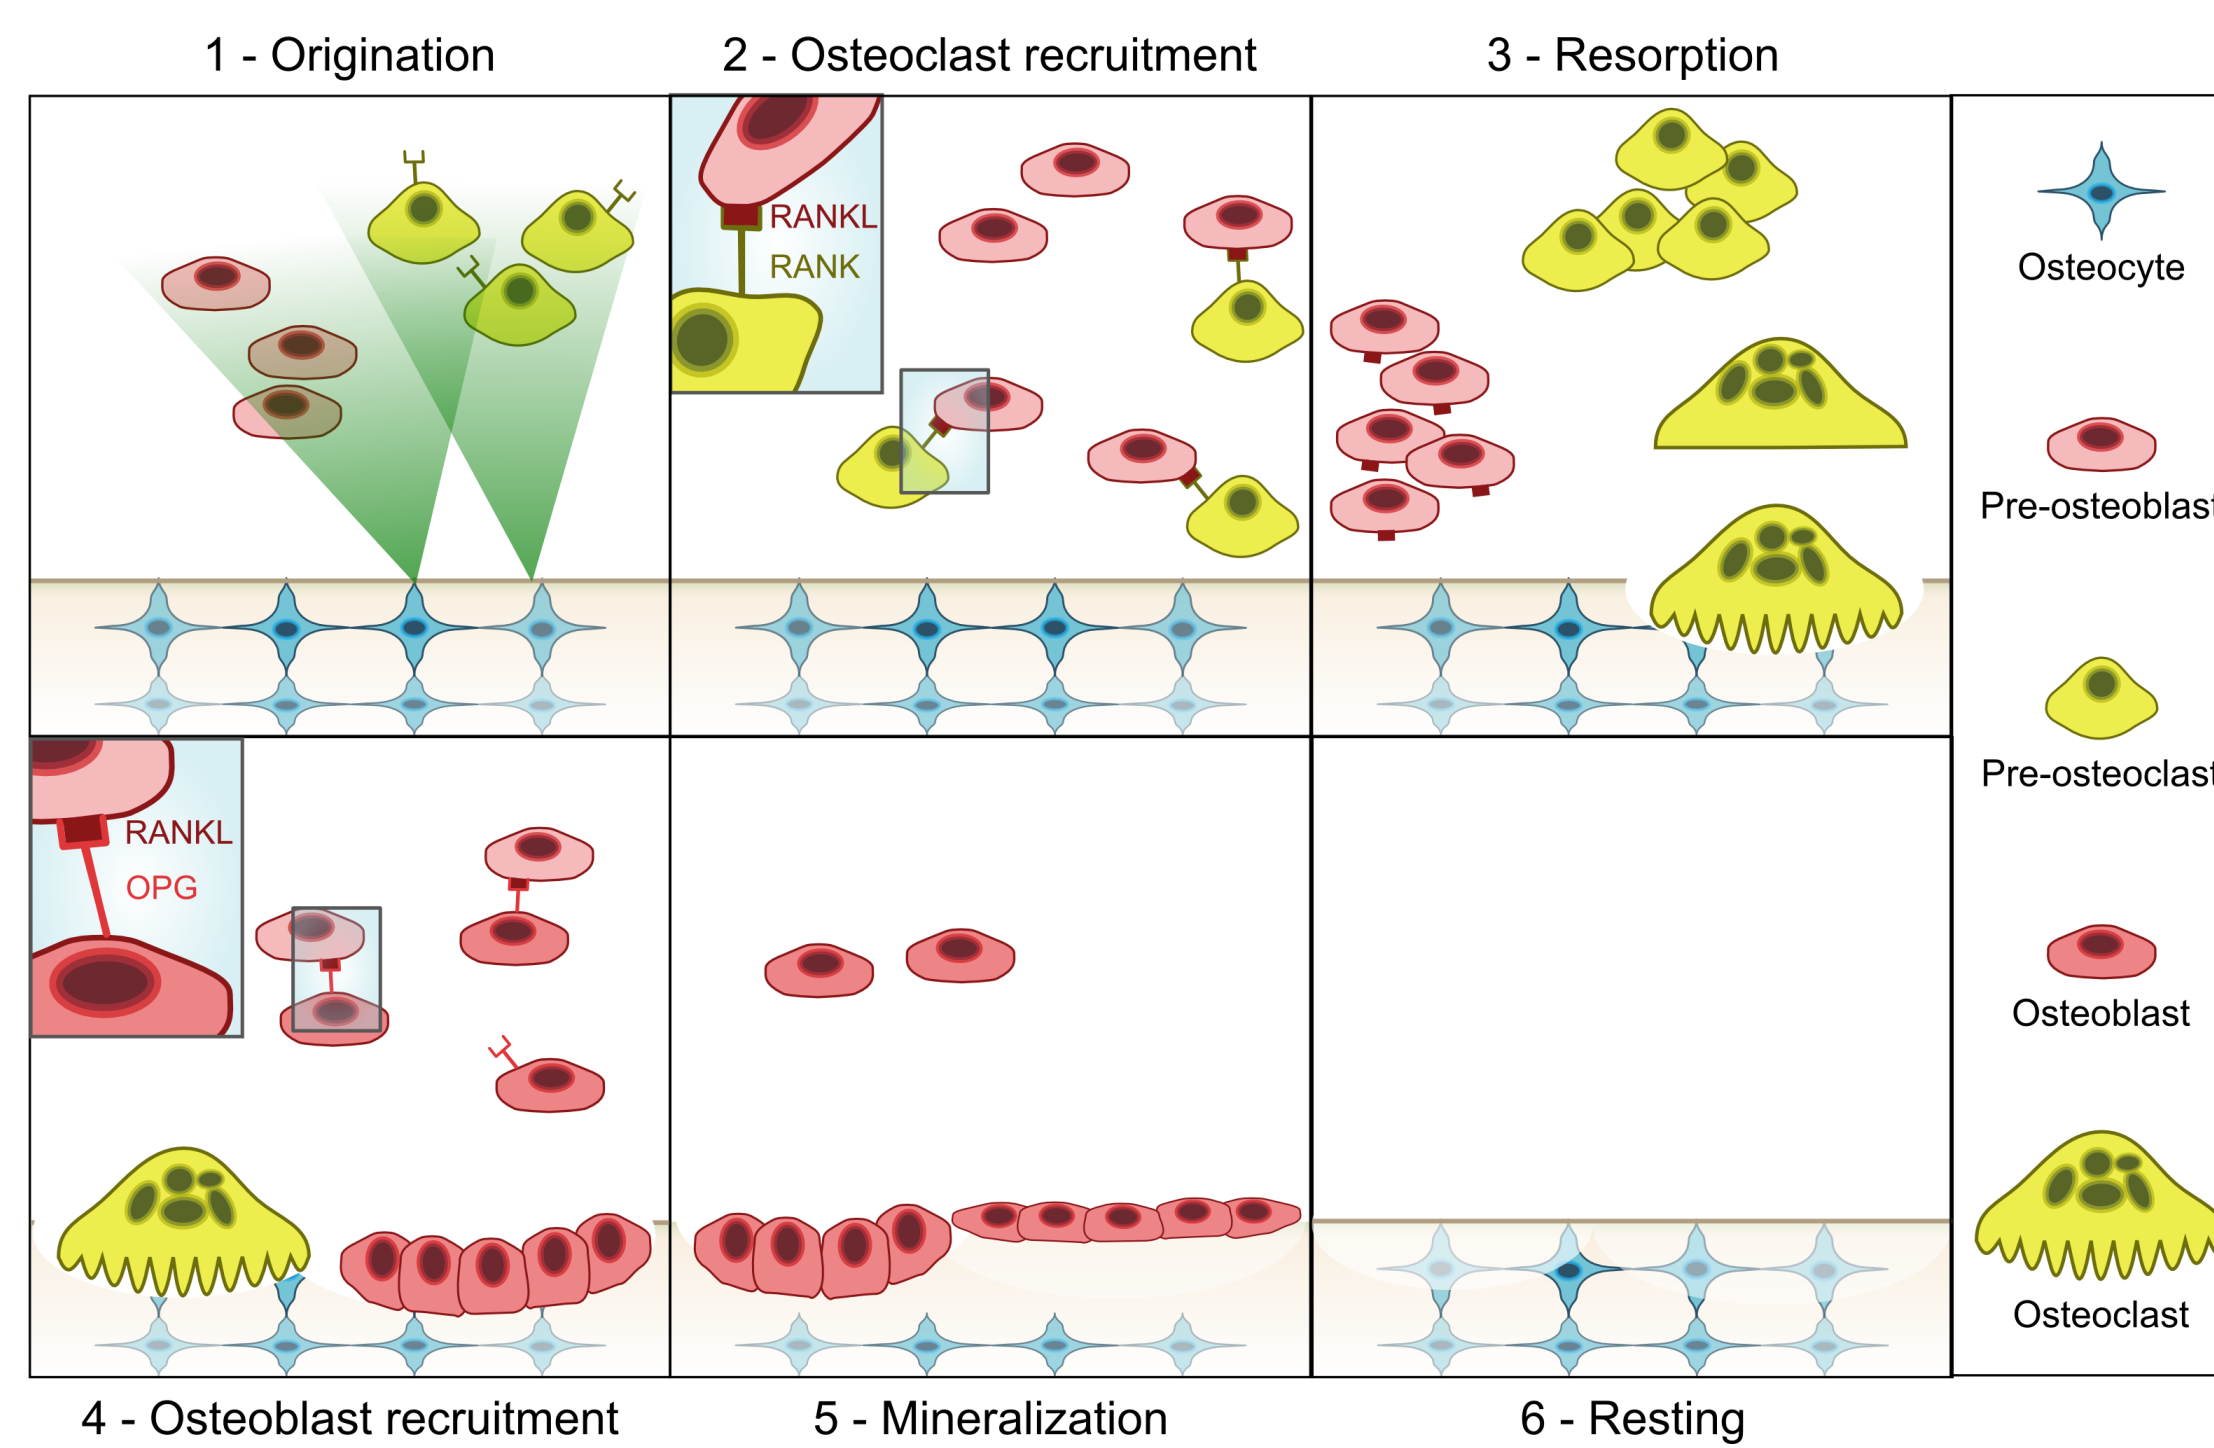 1 - Origination
2 - Osteoclast recruitment
3 - Resorption
RANKL
RANK
Osteocyte
Pre-osteoblast
Pre-osteoclast
RANKL
OPG
Osteoblast
Osteoclast
4 - Osteoblast recruitment
5 - Mineralization
6 - Resting